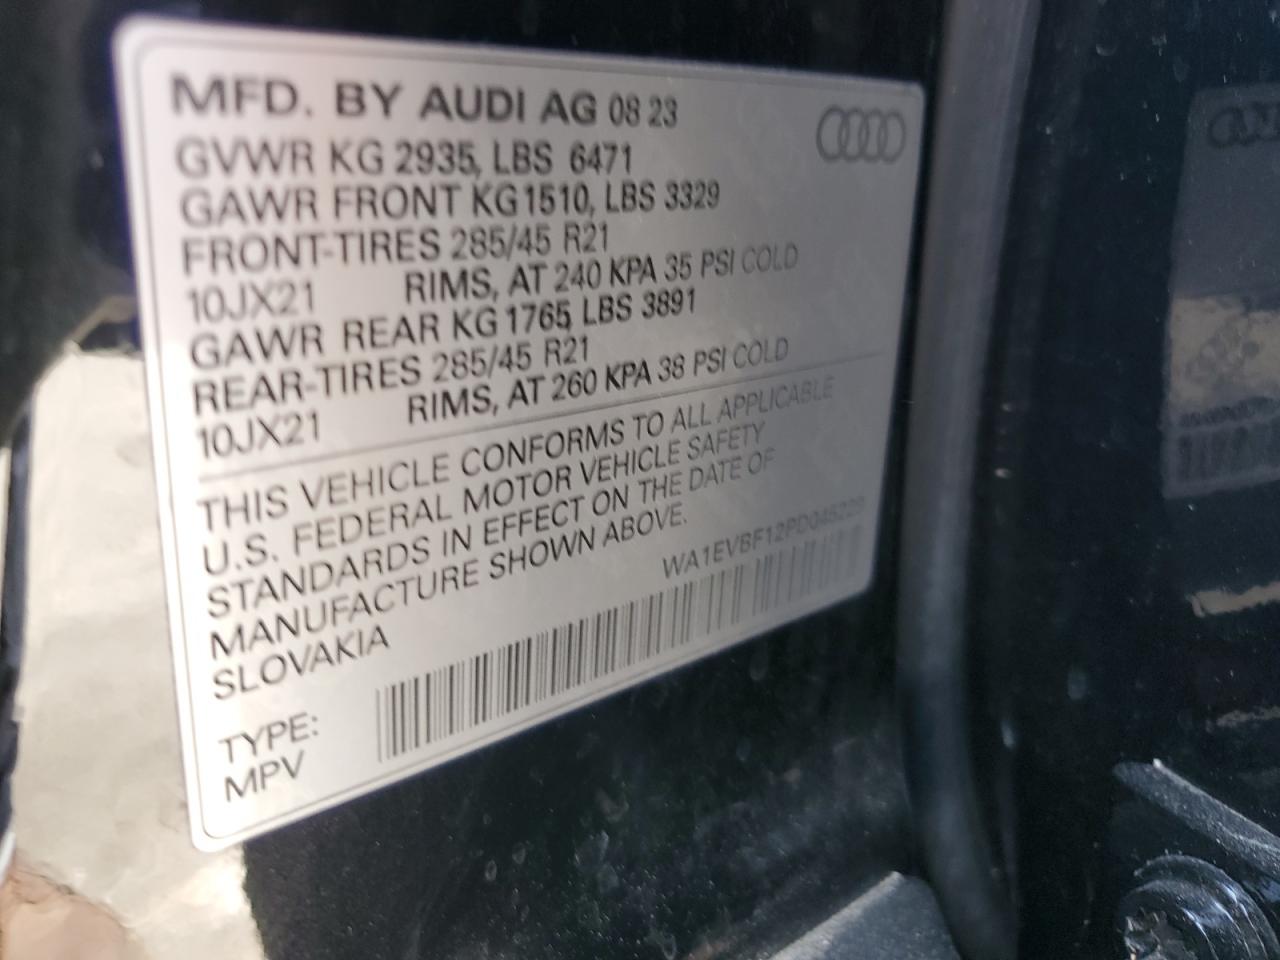 MFD. BY AUDI AG 08 23
GVWR KG 2935, LBS 6471
GAWR FRONT KG 1510, LBS 3329
FRONT-TIRES 285/45 R21
10JX21 RIMS, AT 240 KPA 35 PSI COLD
GAWR REAR KG 1765, LBS 3891
REAR-TIRES 285/45 R21
10JX21 RIMS, AT 260 KPA 38 PSI COLD
THIS VEHICLE CONFORMS TO ALL APPLICABLE
U.S. FEDERAL MOTOR VEHICLE SAFETY
STANDARDS IN EFFECT ON THE DATE OF
MANUFACTURE SHOWN ABOVE.
SLOVAKIA
TYPE:
MPV